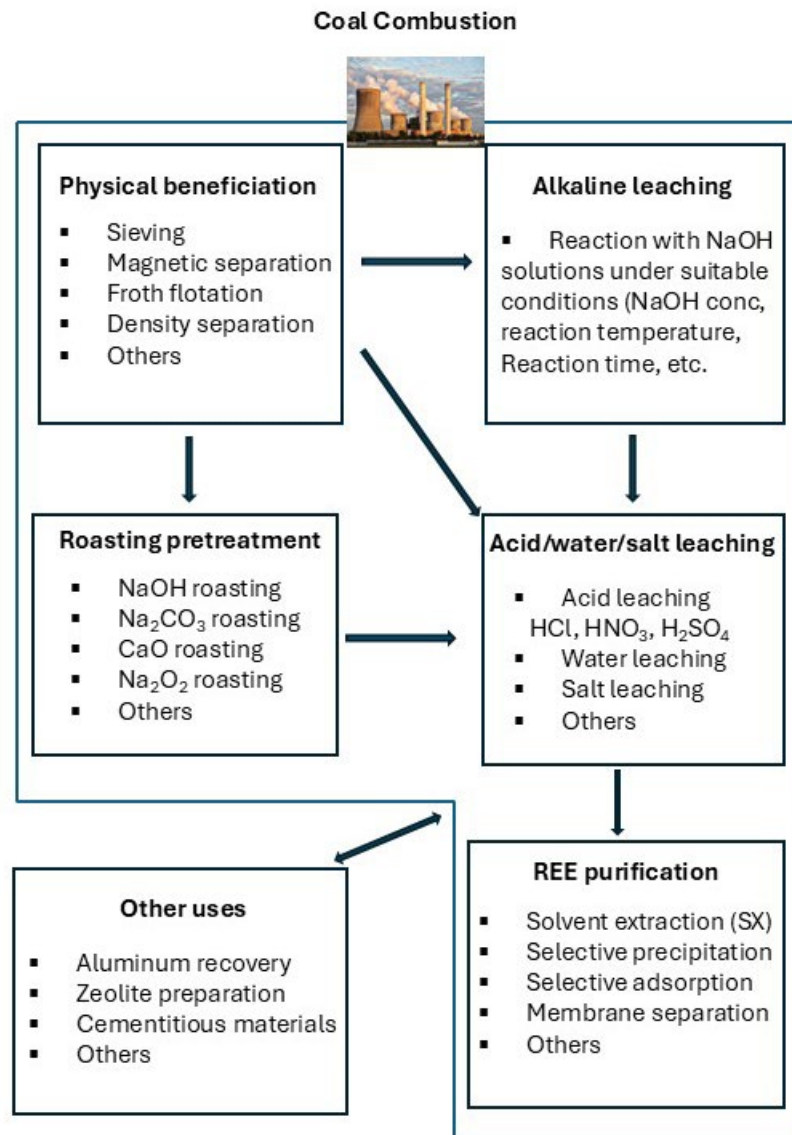 Coal Combustion
Physical beneficiation
▪ Sieving
▪ Magnetic separation
▪ Froth flotation
▪ Density separation
▪ Others
Alkaline leaching
▪ Reaction with NaOH
solutions under suitable
conditions (NaOH conc,
reaction temperature,
Reaction time, etc.
Roasting pretreatment
▪ NaOH roasting
▪ Na₂CO₃ roasting
▪ CaO roasting
▪ Na₂O₂ roasting
▪ Others
Acid/water/salt leaching
▪ Acid leaching
HCl, HNO₃, H₂SO₄
▪ Water leaching
▪ Salt leaching
▪ Others
Other uses
▪ Aluminum recovery
▪ Zeolite preparation
▪ Cementitious materials
▪ Others
REE purification
▪ Solvent extraction (SX)
▪ Selective precipitation
▪ Selective adsorption
▪ Membrane separation
▪ Others